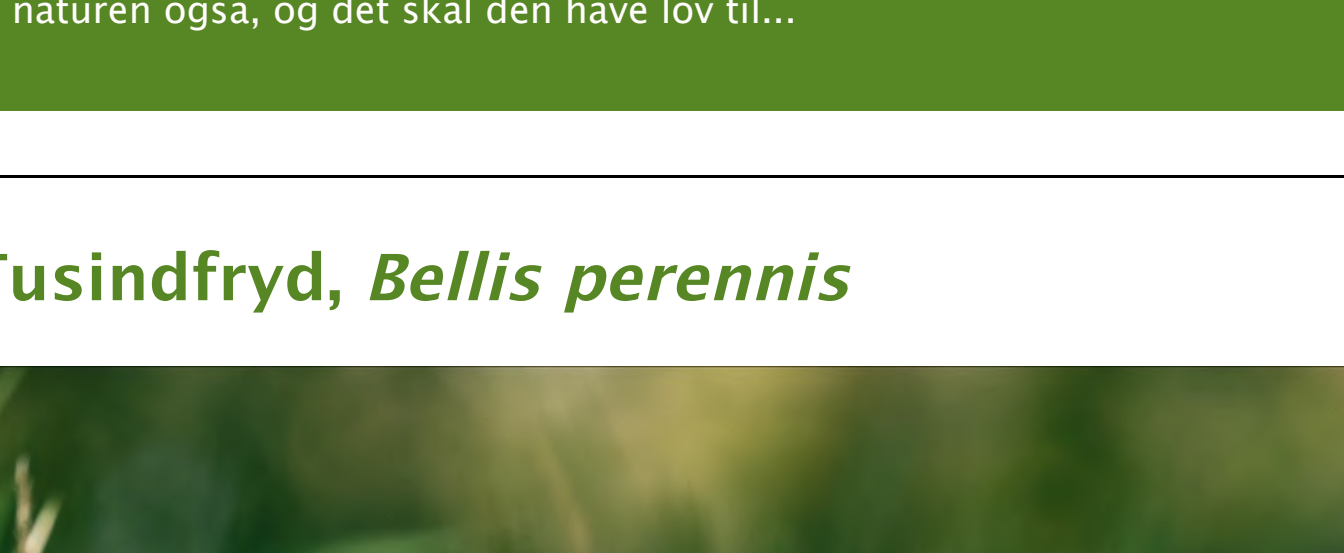 naturen også, og det skal den have lov til...
Tusindfryd, Bellis perennis